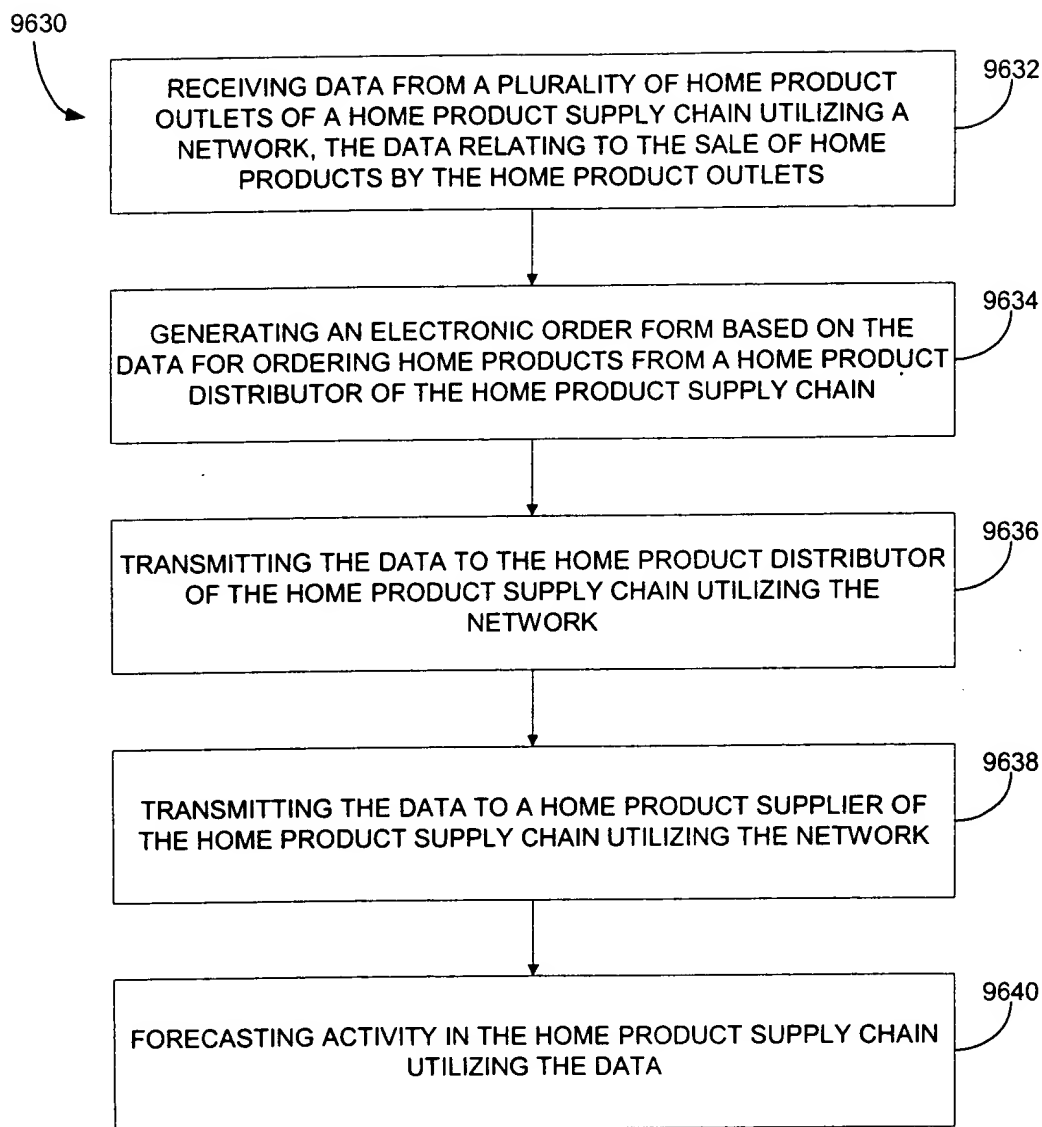 9630
9632
RECEIVING DATA FROM A PLURALITY OF HOME PRODUCT
OUTLETS OF A HOME PRODUCT SUPPLY CHAIN UTILIZING A
NETWORK, THE DATA RELATING TO THE SALE OF HOME
PRODUCTS BY THE HOME PRODUCT OUTLETS
9634
GENERATING AN ELECTRONIC ORDER FORM BASED ON THE
DATA FOR ORDERING HOME PRODUCTS FROM A HOME PRODUCT
DISTRIBUTOR OF THE HOME PRODUCT SUPPLY CHAIN
9636
TRANSMITTING THE DATA TO THE HOME PRODUCT DISTRIBUTOR
OF THE HOME PRODUCT SUPPLY CHAIN UTILIZING THE
NETWORK
9638
TRANSMITTING THE DATA TO A HOME PRODUCT SUPPLIER OF
THE HOME PRODUCT SUPPLY CHAIN UTILIZING THE NETWORK
9640
FORECASTING ACTIVITY IN THE HOME PRODUCT SUPPLY CHAIN
UTILIZING THE DATA